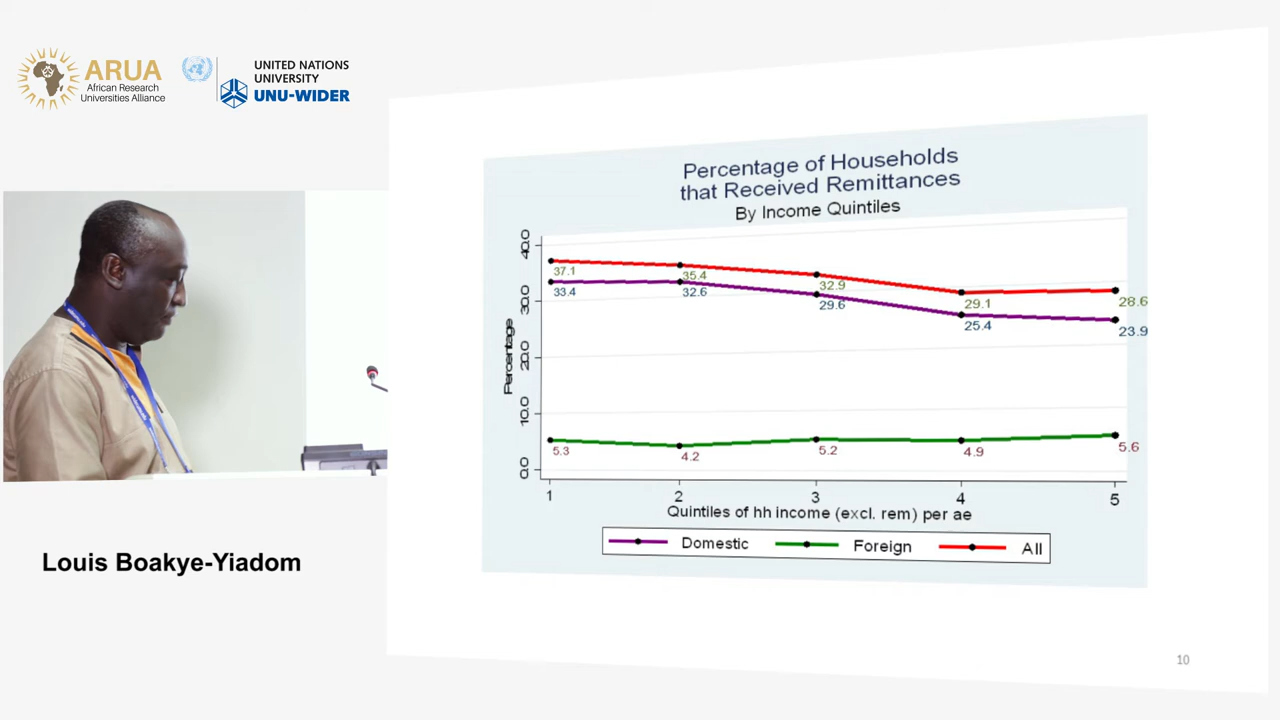 ARUA
African Research
Universities Alliance
UNITED NATIONS
UNIVERSITY
UNU-WIDER
Percentage of Households
that Received Remittances
By Income Quintiles
Percentage
40.0
30.0
20.0
10.0
0.0
37.1
35.4
32.9
29.1
28.6
33.4
32.6
29.6
25.4
23.9
5.3
4.2
5.2
4.9
5.6
1
2
3
4
5
Quintiles of hh income (excl. rem) per ae
Domestic
Foreign
All
Louis Boakye-Yiadom
10